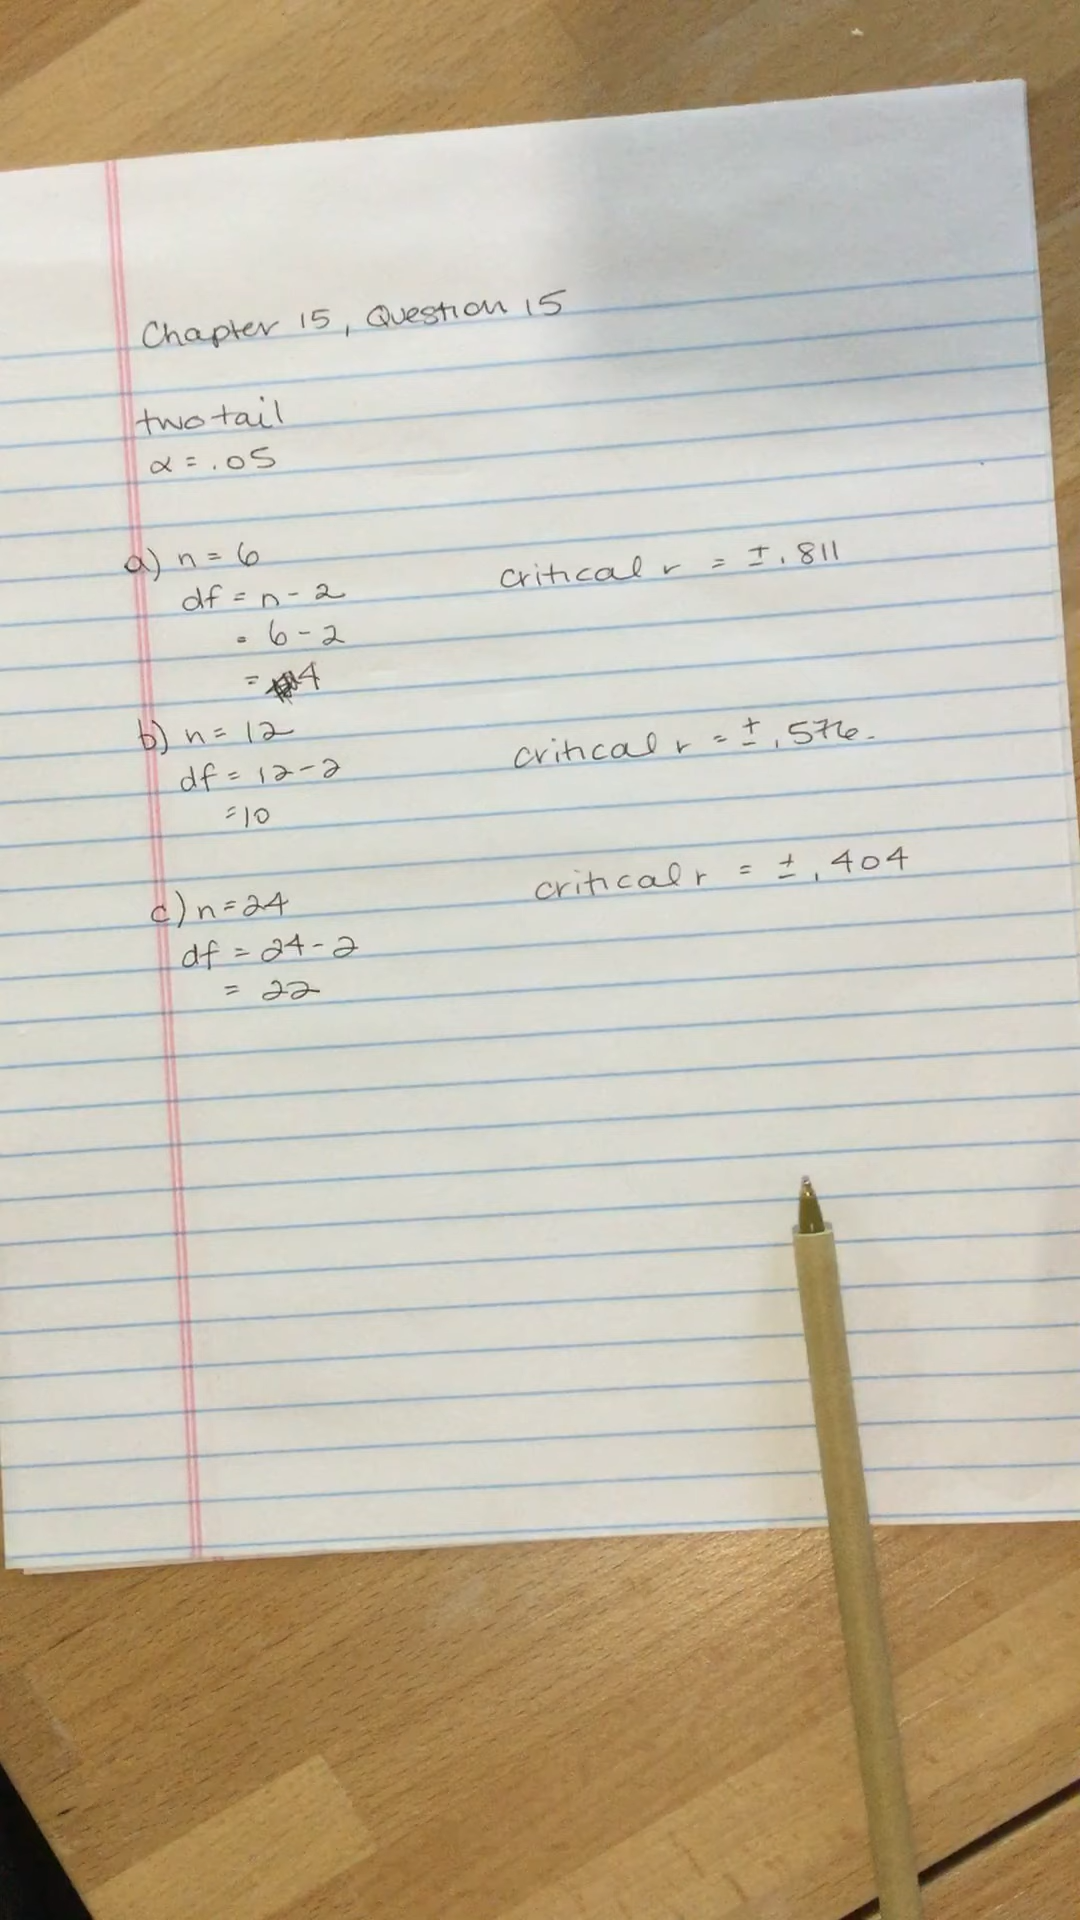 Chapter 15, Question 15
two tail
α = .05
a) n = 6
critical r = ±.811
df = n - 2
= 6 - 2
= 4
b) n = 12
critical r = ±.576.
df = 12 - 2
= 10
c) n = 24
critical r = ±.404
df = 24 - 2
= 22